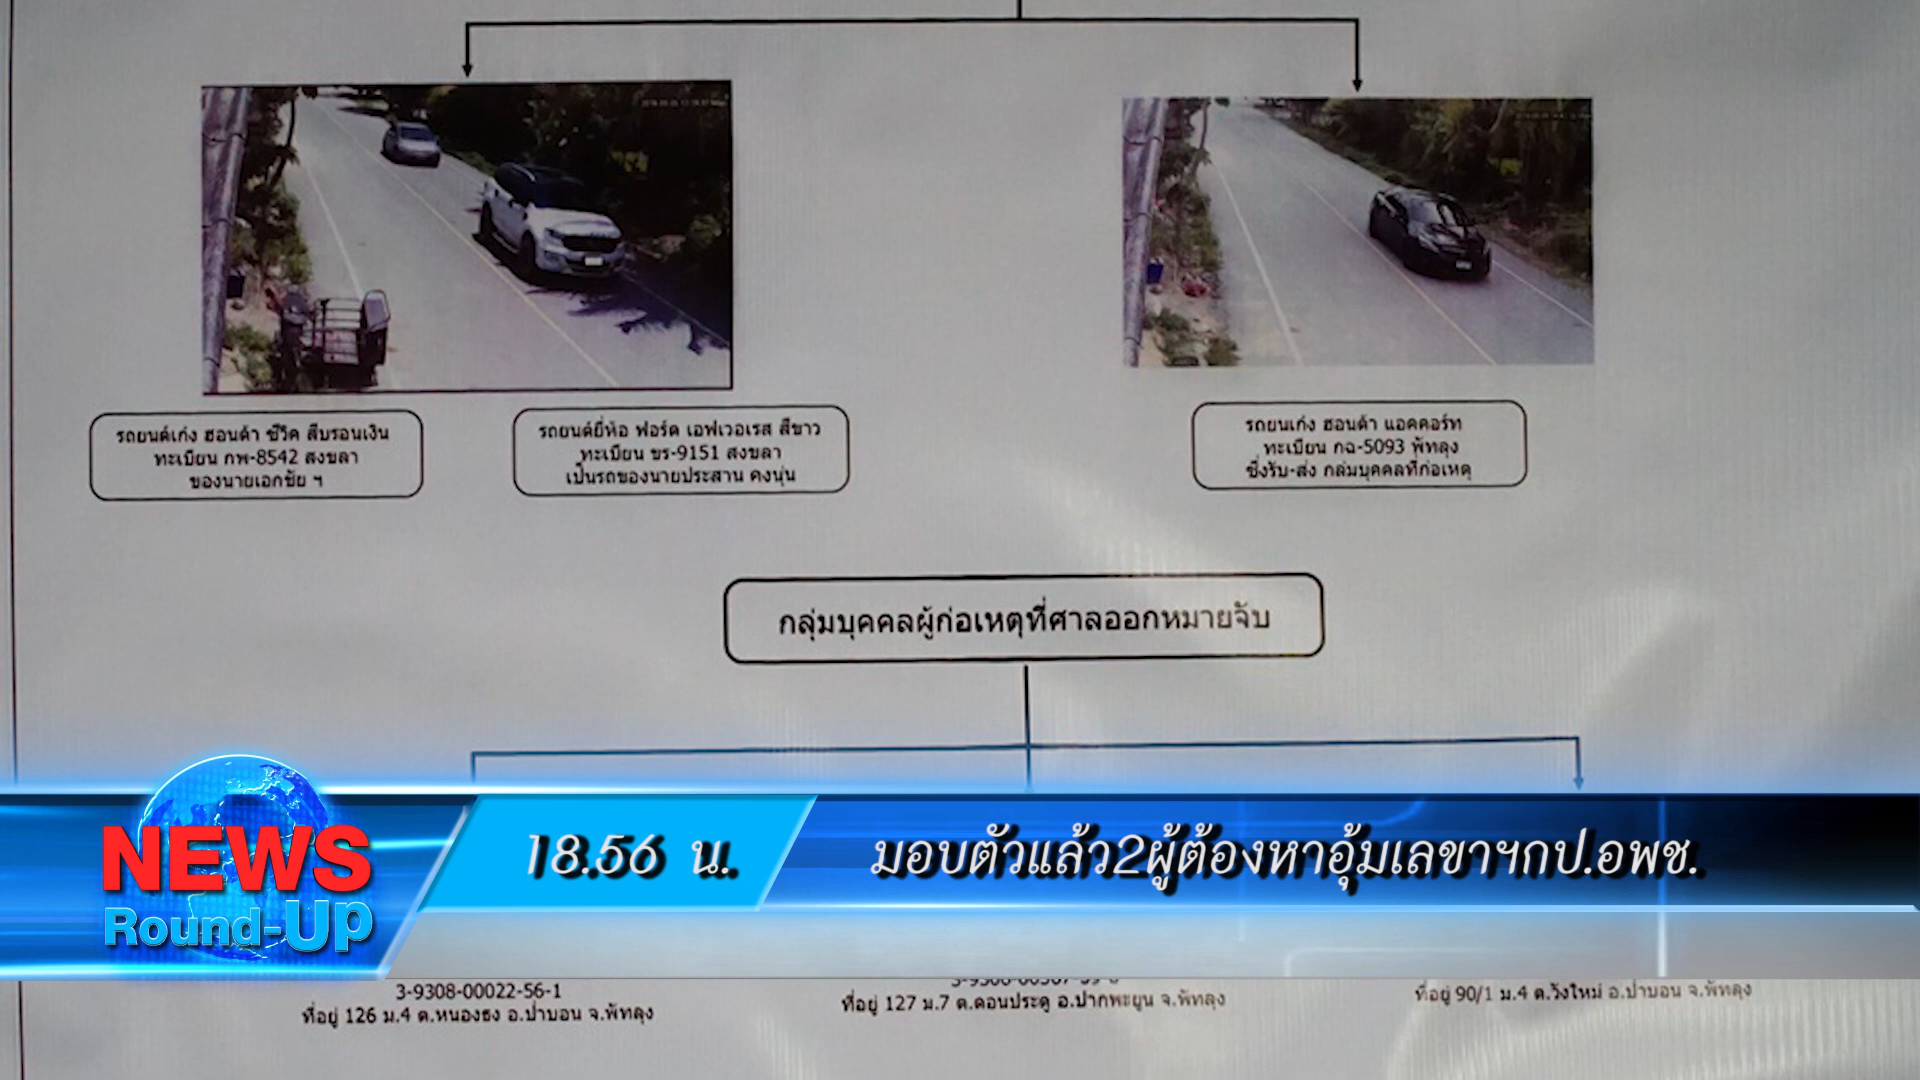 รถยนต์เก๋ง ฮอนด้า ซีวิค สีบรอนเงิน
ทะเบียน กพ-8542 สงขลา
ของนายเอกชัย ฯ
รถยนต์ยี่ห้อ ฟอร์ด เอฟเวอเรส สีขาว
ทะเบียน ขร-9151 สงขลา
เป็นรถของนายประสาน คงนุ่น
รถยนเก๋ง ฮอนด้า แอคคอร์ท
ทะเบียน กฉ-5093 พัทลุง
ซึ่งรับ-ส่ง กลุ่มบุคคลที่ก่อเหตุ
กลุ่มบุคคลผู้ก่อเหตุที่ศาลออกหมายจับ
NEWS
Round-Up
18.56 น.
มอบตัวแล้ว2ผู้ต้องหาอุ้มเลขาฯกป.อพช.
3-9308-00022-56-1
ที่อยู่ 126 ม.4 ต.หนองธง อ.ป่าบอน จ.พัทลุง
ที่อยู่ 127 ม.7 ต.ดอนประดู่ อ.ปากพะยูน จ.พัทลุง
ที่อยู่ 90/1 ม.4 ต.วังใหม่ อ.ป่าบอน จ.พัทลุง